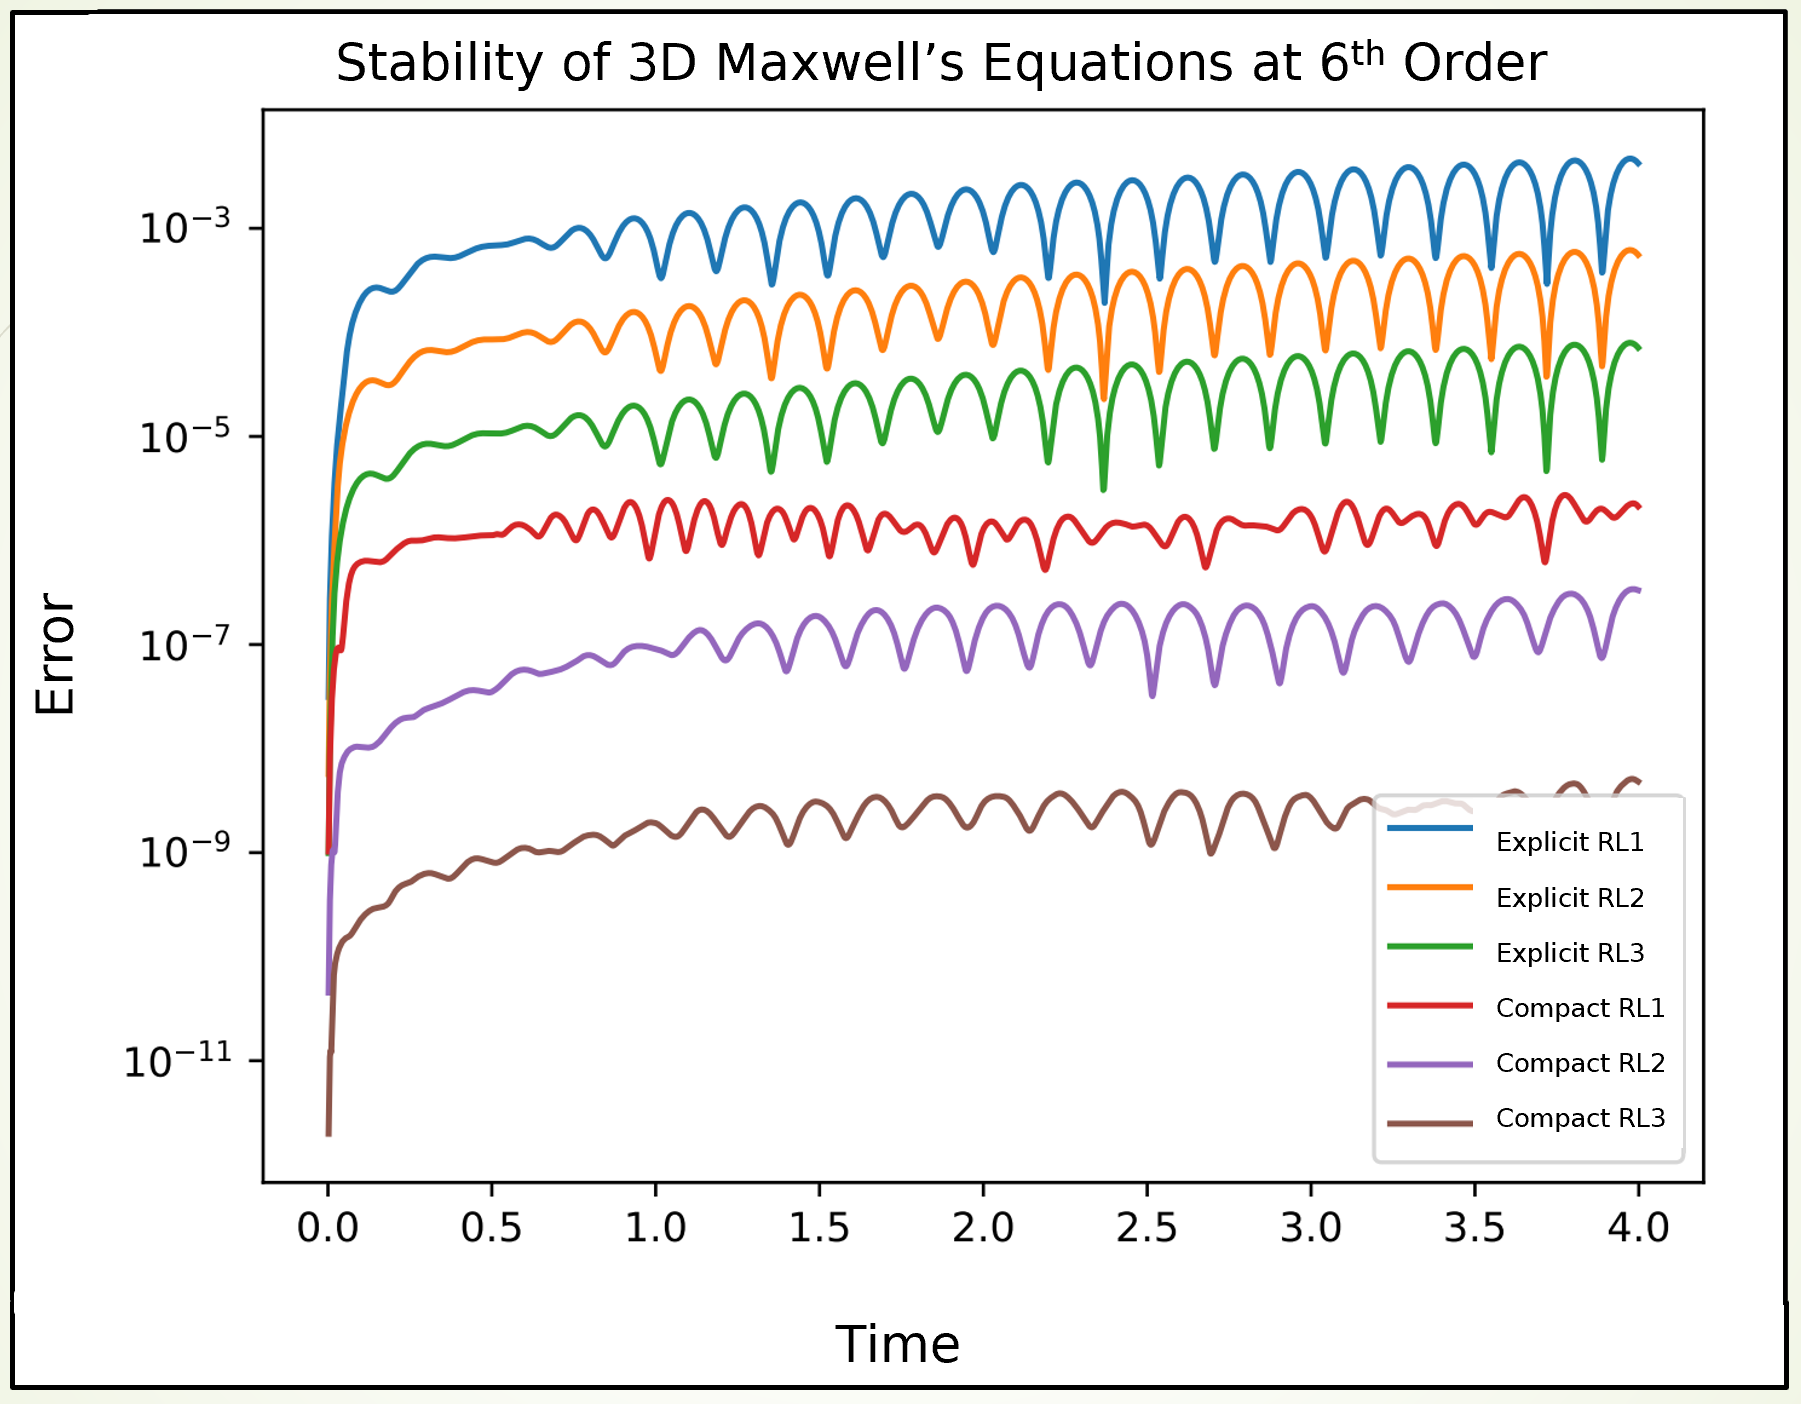 Stability of 3D Maxwell’s Equations at 6th Order
10−3
10−5
10−7
10−9
10−11
Error
0.0 0.5 1.0 1.5 2.0 2.5 3.0 3.5 4.0
Time
Explicit RL1
Explicit RL2
Explicit RL3
Compact RL1
Compact RL2
Compact RL3